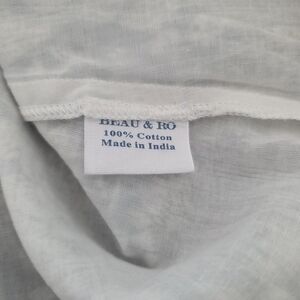 BEAU & RO
100% Cotton
Made in India